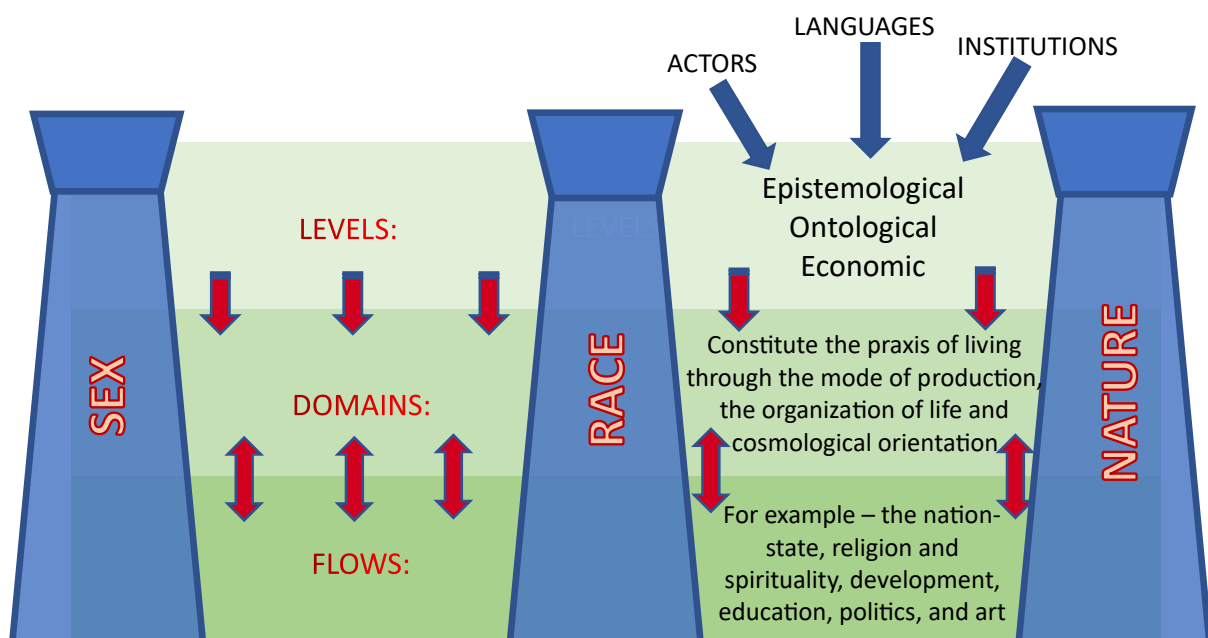 LANGUAGES
ACTORS
INSTITUTIONS
LEVELS:
LEVELS
Epistemological
Ontological
Economic
SEX
RACE
NATURE
DOMAINS:
Constitute the praxis of living
through the mode of production,
the organization of life and
cosmological orientation
FLOWS:
For example – the nation-
state, religion and
spirituality, development,
education, politics, and art